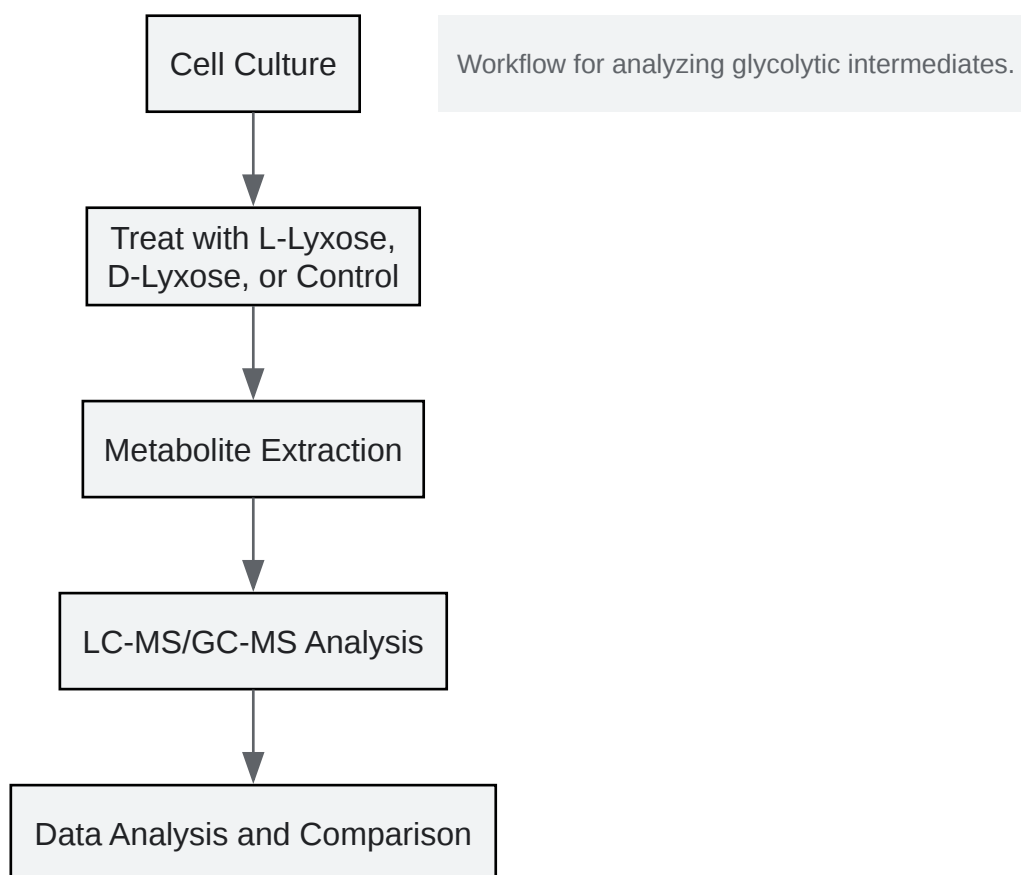 Cell Culture
Workflow for analyzing glycolytic intermediates.
Treat with L-Lyxose,
D-Lyxose, or Control
Metabolite Extraction
LC-MS/GC-MS Analysis
Data Analysis and Comparison